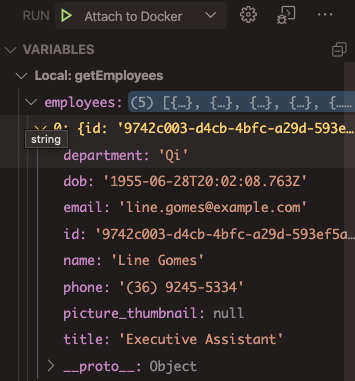 RUN Attach to Docker
VARIABLES
Local: getEmployees
employees: (5) [{…}, {…}, {…}, {…}, {…
0: {id: '9742c003-d4cb-4bfc-a29d-593e…
string
department: 'Qi'
dob: '1955-06-28T20:02:08.763Z'
email: 'line.gomes@example.com'
id: '9742c003-d4cb-4bfc-a29d-593ef5a…
name: 'Line Gomes'
phone: '(36) 9245-5334'
picture_thumbnail: null
title: 'Executive Assistant'
__proto__: Object